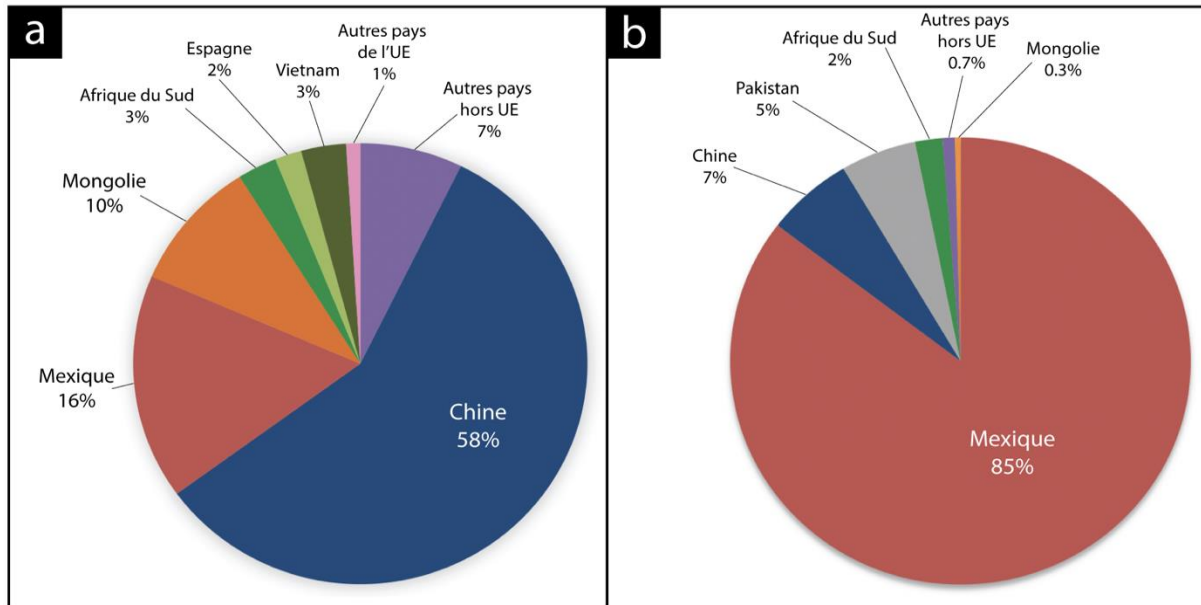 a
Autres pays
de l'UE
1%
Espagne
2%
Vietnam
3%
Autres pays
hors UE
7%
Afrique du Sud
3%
Mongolie
10%
Mexique
16%
Chine
58%
b
Autres pays
hors UE
0.7%
Afrique du Sud
2%
Mongolie
0.3%
Pakistan
5%
Chine
7%
Mexique
85%